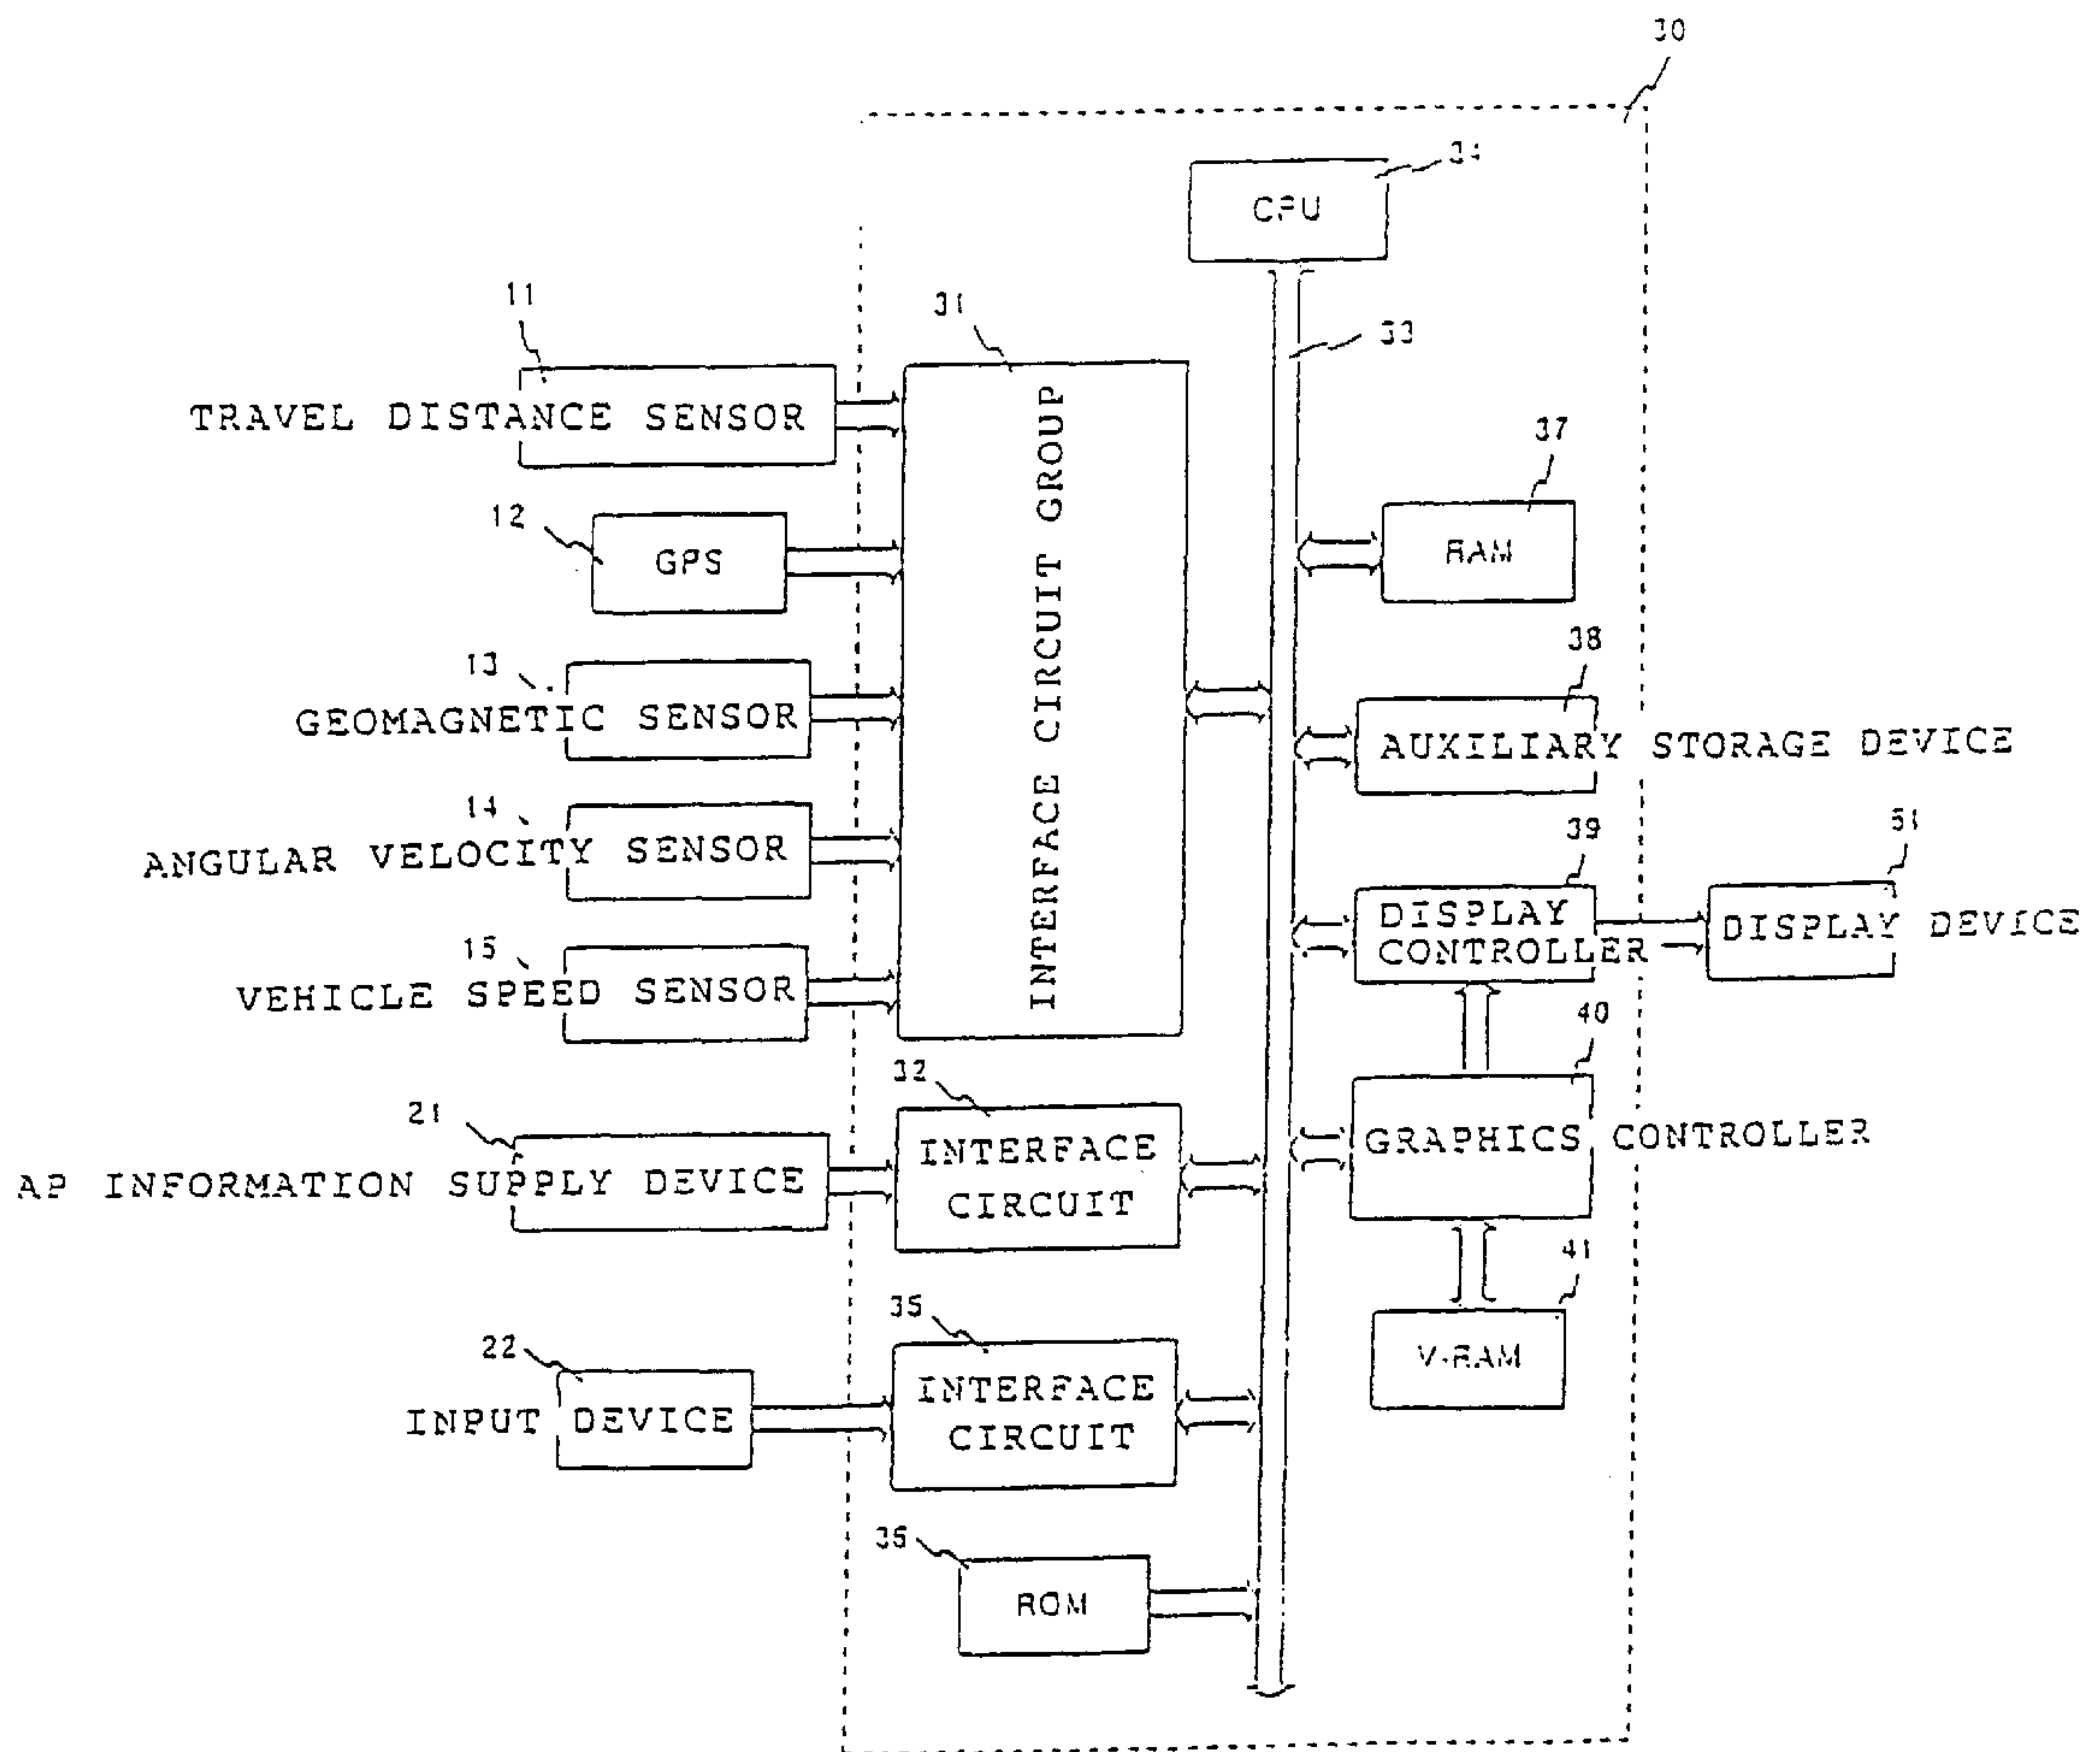 30
34
CPU
33
11
TRAVEL DISTANCE SENSOR
31
INTERFACE CIRCUIT GROUP
12
GPS
37
RAM
13
GEOMAGNETIC SENSOR
38
AUXILIARY STORAGE DEVICE
14
ANGULAR VELOCITY SENSOR
39
DISPLAY
CONTROLLER
51
DISPLAY DEVICE
15
VEHICLE SPEED SENSOR
40
GRAPHICS CONTROLLER
21
AP INFORMATION SUPPLY DEVICE
32
INTERFACE
CIRCUIT
41
V-RAM
22
INPUT DEVICE
35
INTERFACE
CIRCUIT
ROM